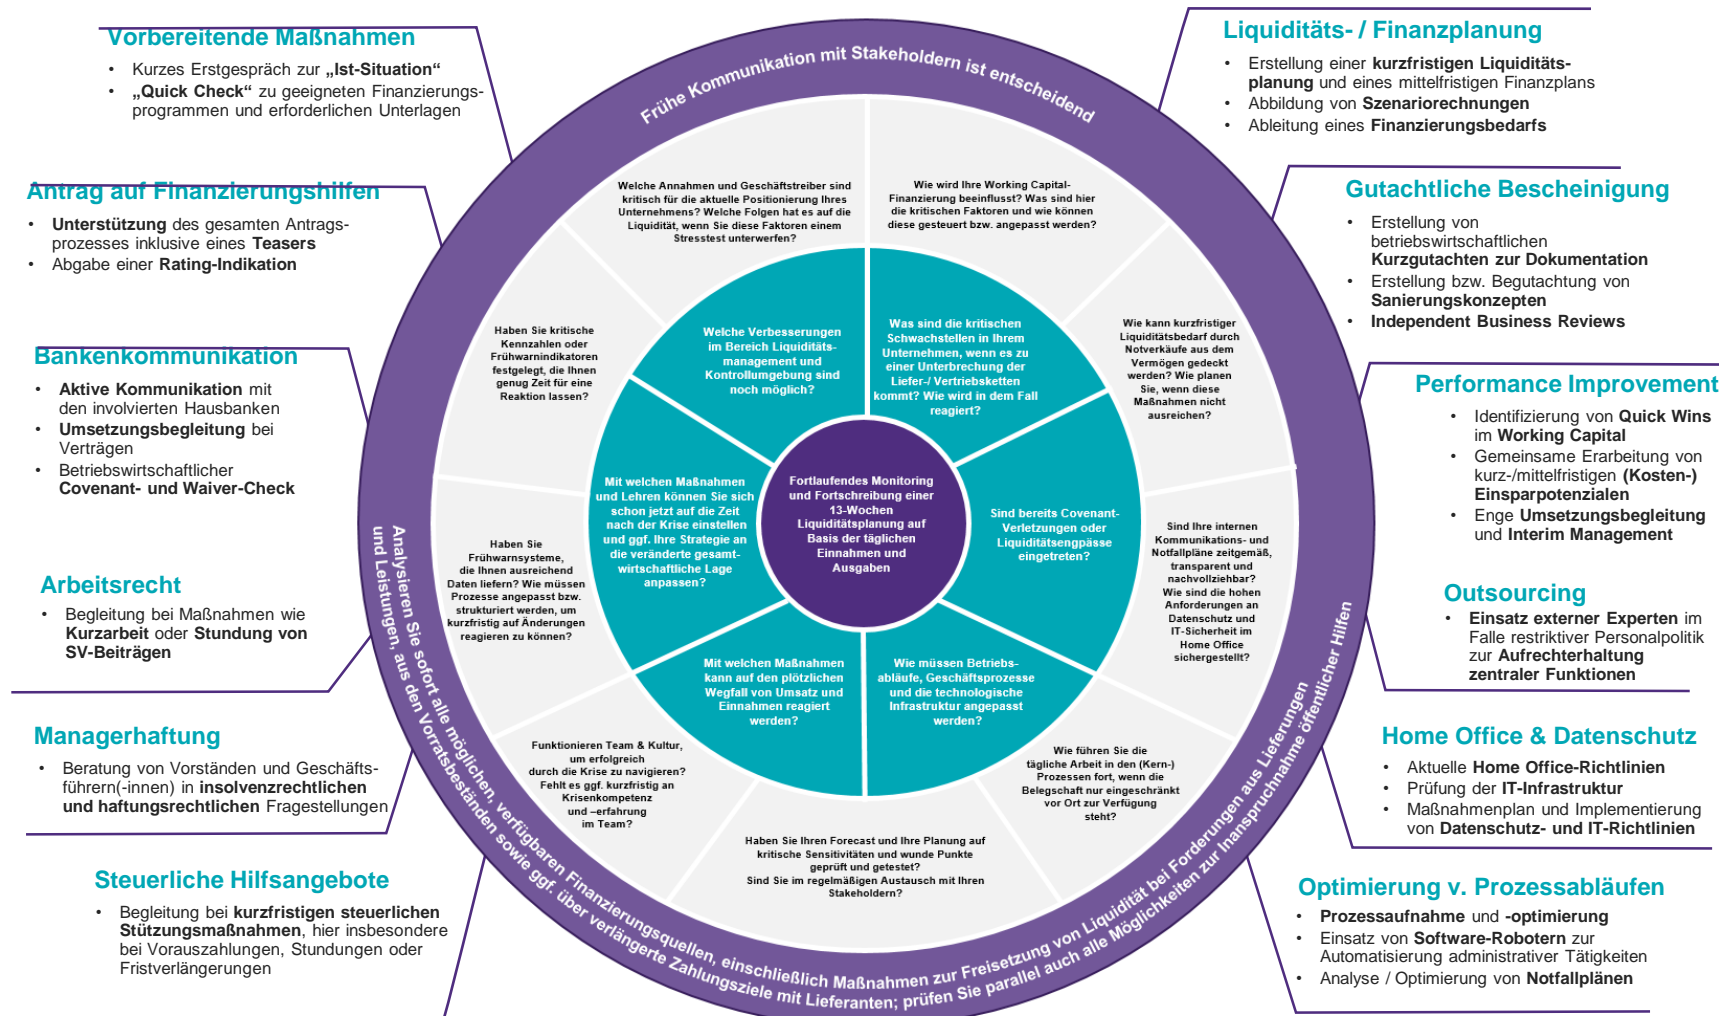 Vorbereitende Maßnahmen
• Kurzes Erstgespräch zur „Ist-Situation“
• „Quick Check“ zu geeigneten Finanzierungs-
programmen und erforderlichen Unterlagen
Antrag auf Finanzierungshilfen
• Unterstützung des gesamten Antrags-
prozesses inklusive eines Teasers
• Abgabe einer Rating-Indikation
Bankenkommunikation
• Aktive Kommunikation mit
den involvierten Hausbanken
• Umsetzungsbegleitung bei
Verträgen
• Betriebswirtschaftlicher
Covenant- und Waiver-Check
Arbeitsrecht
• Begleitung bei Maßnahmen wie
Kurzarbeit oder Stundung von
SV-Beiträgen
Managerhaftung
• Beratung von Vorständen und Geschäfts-
führern(-innen) in insolvenzrechtlichen
und haftungsrechtlichen Fragestellungen
Steuerliche Hilfsangebote
• Begleitung bei kurzfristigen steuerlichen
Stützungsmaßnahmen, hier insbesondere
bei Vorauszahlungen, Stundungen oder
Fristverlängerungen
Frühe Kommunikation mit Stakeholdern ist entscheidend
Welche Annahmen und Geschäftstreiber sind
kritisch für die aktuelle Positionierung Ihres
Unternehmens? Welche Folgen hat es auf die
Liquidität, wenn Sie diese Faktoren einem
Stresstest unterwerfen?
Wie wird Ihre Working Capital-
Finanzierung beeinflusst? Was sind hier
die kritischen Faktoren und wie können
diese gesteuert bzw. angepasst werden?
Haben Sie kritische
Kennzahlen oder
Frühwarnindikatoren
festgelegt, die Ihnen
genug Zeit für eine
Reaktion lassen?
Welche Verbesserungen
im Bereich Liquiditäts-
management und
Kontrollumgebung sind
noch möglich?
Was sind die kritischen
Schwachstellen in Ihrem
Unternehmen, wenn es zu
einer Unterbrechung der
Liefer-/ Vertriebsketten
kommt? Wie wird in dem Fall
reagiert?
Wie kann kurzfristiger
Liquiditätsbedarf durch
Notverkäufe aus dem
Vermögen gedeckt
werden? Wie planen
Sie, wenn diese
Maßnahmen nicht
ausreichen?
Mit welchen Maßnahmen
und Lehren können Sie sich
schon jetzt auf die Zeit
nach der Krise einstellen
und ggf. Ihre Strategie an
die veränderte gesamt-
wirtschaftliche Lage
anpassen?
Fortlaufendes Monitoring
und Fortschreibung einer
13-Wochen
Liquiditätsplanung auf
Basis der täglichen
Einnahmen und
Ausgaben
Sind bereits Covenant-
Verletzungen oder
Liquiditätsengpässe
eingetreten?
Haben Sie
Frühwarnsysteme,
die Ihnen ausreichend
Daten liefern? Wie müssen
Prozesse angepasst bzw.
strukturiert werden, um
kurzfristig auf Änderungen
reagieren zu können?
Sind Ihre internen
Kommunikations- und
Notfallpläne zeitgemäß,
transparent und
nachvollziehbar?
Wie sind die hohen
Anforderungen an
Datenschutz und
IT-Sicherheit im
Home Office
sichergestellt?
Mit welchen Maßnahmen
kann auf den plötzlichen
Wegfall von Umsatz und
Einnahmen reagiert
werden?
Wie müssen Betriebs-
abläufe, Geschäftsprozesse
und die technologische
Infrastruktur angepasst
werden?
Funktionieren Team & Kultur,
um erfolgreich
durch die Krise zu navigieren?
Fehlt es ggf. kurzfristig an
Krisenkompetenz
und –erfahrung
im Team?
Wie führen Sie die
tägliche Arbeit in den (Kern-)
Prozessen fort, wenn die
Belegschaft nur eingeschränkt
vor Ort zur Verfügung
steht?
Haben Sie Ihren Forecast und Ihre Planung auf
kritische Sensitivitäten und wunde Punkte
geprüft und getestet?
Sind Sie im regelmäßigen Austausch mit Ihren
Stakeholdern?
Analysieren Sie sofort alle möglichen, verfügbaren Finanzierungsquellen, einschließlich Maßnahmen zur Freisetzung von Liquidität bei Forderungen aus Lieferungen
und Leistungen, aus den Vorratsbeständen sowie ggf. über verlängerte Zahlungsziele mit Lieferanten; prüfen Sie parallel auch alle Möglichkeiten zur Inanspruchnahme öffentlicher Hilfen
Liquiditäts- / Finanzplanung
• Erstellung einer kurzfristigen Liquiditäts-
planung und eines mittelfristigen Finanzplans
• Abbildung von Szenariorechnungen
• Ableitung eines Finanzierungsbedarfs
Gutachtliche Bescheinigung
• Erstellung von
betriebswirtschaftlichen
Kurzgutachten zur Dokumentation
• Erstellung bzw. Begutachtung von
Sanierungskonzepten
• Independent Business Reviews
Performance Improvement
• Identifizierung von Quick Wins
im Working Capital
• Gemeinsame Erarbeitung von
kurz-/mittelfristigen (Kosten-)
Einsparpotenzialen
• Enge Umsetzungsbegleitung
und Interim Management
Outsourcing
• Einsatz externer Experten im
Falle restriktiver Personalpolitik
zur Aufrechterhaltung
zentraler Funktionen
Home Office & Datenschutz
• Aktuelle Home Office-Richtlinien
• Prüfung der IT-Infrastruktur
• Maßnahmenplan und Implementierung
von Datenschutz- und IT-Richtlinien
Optimierung v. Prozessabläufen
• Prozessaufnahme und -optimierung
• Einsatz von Software-Robotern zur
Automatisierung administrativer Tätigkeiten
• Analyse / Optimierung von Notfallplänen